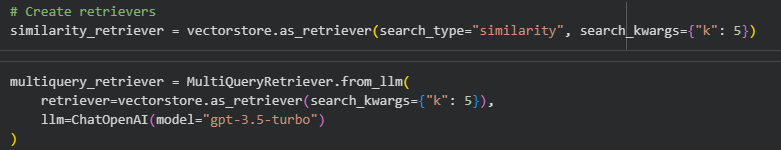 # Create retrievers
similarity_retriever = vectorstore.as_retriever(search_type="similarity", search_kwargs={"k": 5})
multiquery_retriever = MultiQueryRetriever.from_llm(
    retriever=vectorstore.as_retriever(search_kwargs={"k": 5}),
    llm=ChatOpenAI(model="gpt-3.5-turbo")
)